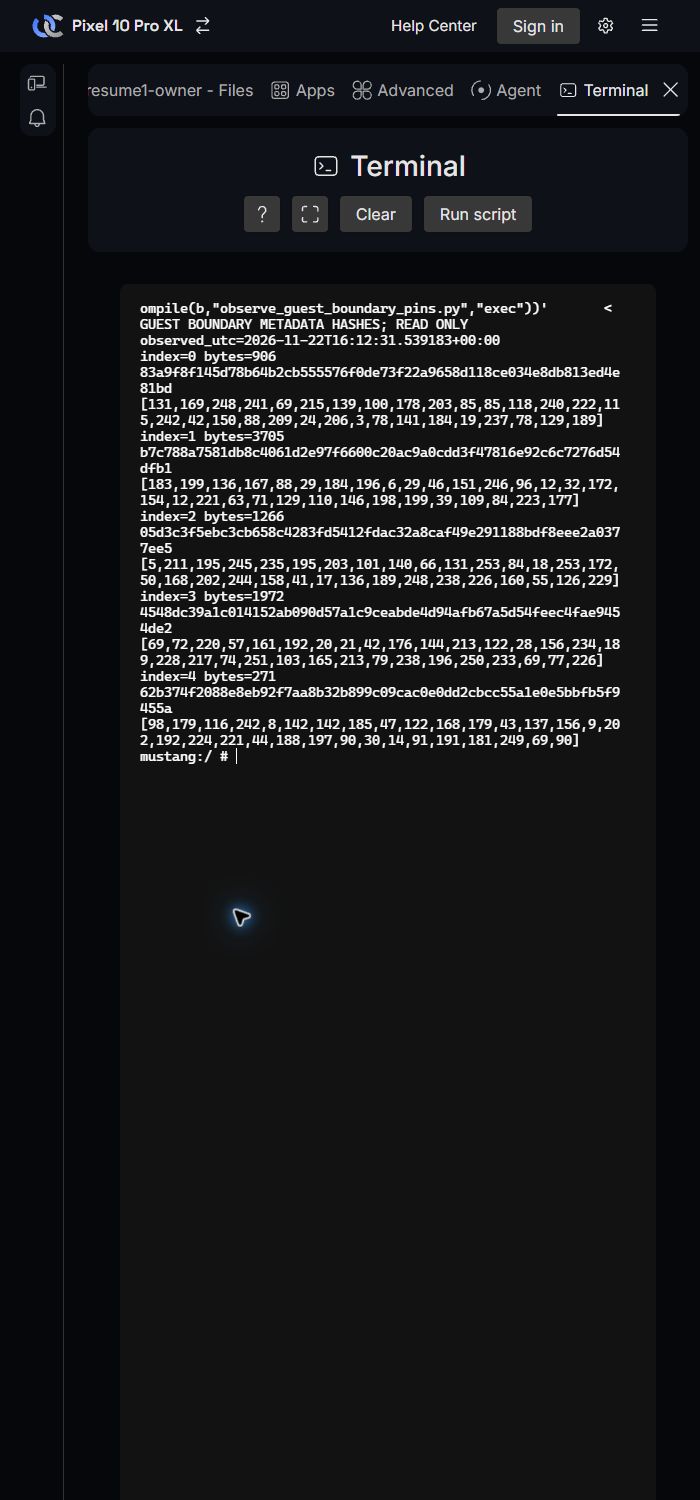 Pixel 10 Pro XL
Help Center
Sign in
resume1-owner - Files
Apps
Advanced
Agent
Terminal
Terminal
?
Clear
Run script
ompile(b,"observe_guest_boundary_pins.py","exec"))' <
GUEST BOUNDARY METADATA HASHES; READ ONLY
observed_utc=2026-11-22T16:12:31.539183+00:00
index=0 bytes=906
83a9f8f145d78b64b2cb555576f0de73f22a9658d118ce034e8db813ed4e
81bd
[131,169,248,241,69,215,139,100,178,203,85,85,118,240,222,11
5,242,42,150,88,209,24,206,3,78,141,184,19,237,78,129,189]
index=1 bytes=3705
b7c788a7581db8c4061d2e97f6600c20ac9a0cdd3f47816e92c6c7276d54
dfb1
[183,199,136,167,88,29,184,196,6,29,46,151,246,96,12,32,172,
154,12,221,63,71,129,110,146,198,199,39,109,84,223,177]
index=2 bytes=1266
05d3c3f5ebc3cb658c4283fd5412fdac32a8caf49e291188bdf8eee2a037
7ee5
[5,211,195,245,235,195,203,101,140,66,131,253,84,18,253,172,
50,168,202,244,158,41,17,136,189,248,238,226,160,55,126,229]
index=3 bytes=1972
4548dc39a1c014152ab090d57a1c9ceabde4d94afb67a5d54feec4fae945
4de2
[69,72,220,57,161,192,20,21,42,176,144,213,122,28,156,234,18
9,228,217,74,251,103,165,213,79,238,196,250,233,69,77,226]
index=4 bytes=271
62b374f2088e8eb92f7aa8b32b899c09cac0e0dd2cbcc55a1e0e5bbfb5f9
455a
[98,179,116,242,8,142,142,185,47,122,168,179,43,137,156,9,20
2,192,224,221,44,188,197,90,30,14,91,191,181,249,69,90]
mustang:/ #